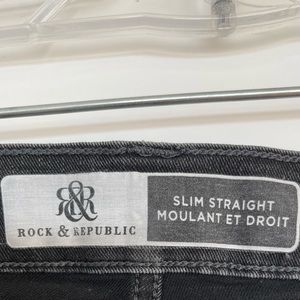 R&R
ROCK & REPUBLIC
SLIM STRAIGHT
MOULANT ET DROIT